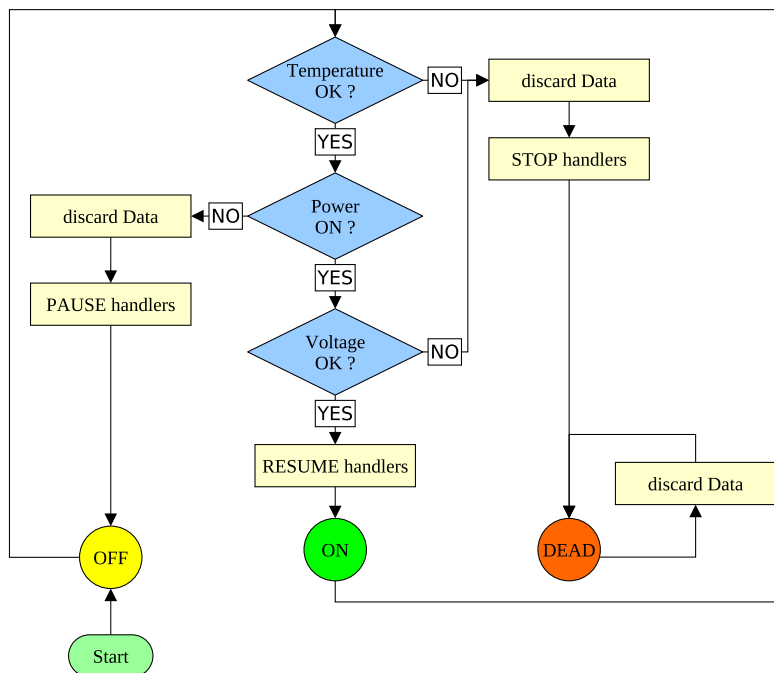 Temperature
OK ?
NO
discard Data
YES
STOP handlers
Power
ON ?
NO
discard Data
YES
PAUSE handlers
Voltage
OK ?
NO
YES
RESUME handlers
discard Data
OFF
ON
DEAD
Start